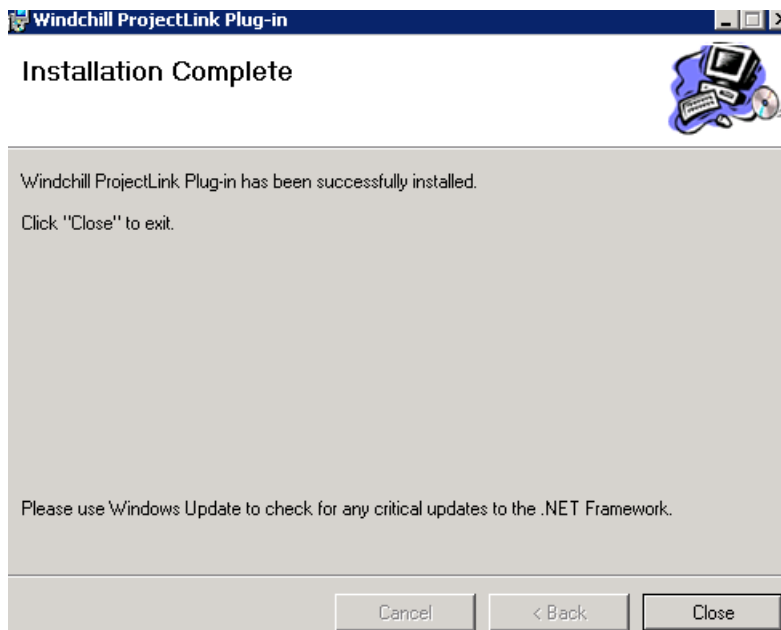 Windchill ProjectLink Plug-in
Installation Complete
Windchill ProjectLink Plug-in has been successfully installed.
Click "Close" to exit.
Please use Windows Update to check for any critical updates to the .NET Framework.
Cancel
< Back
Close